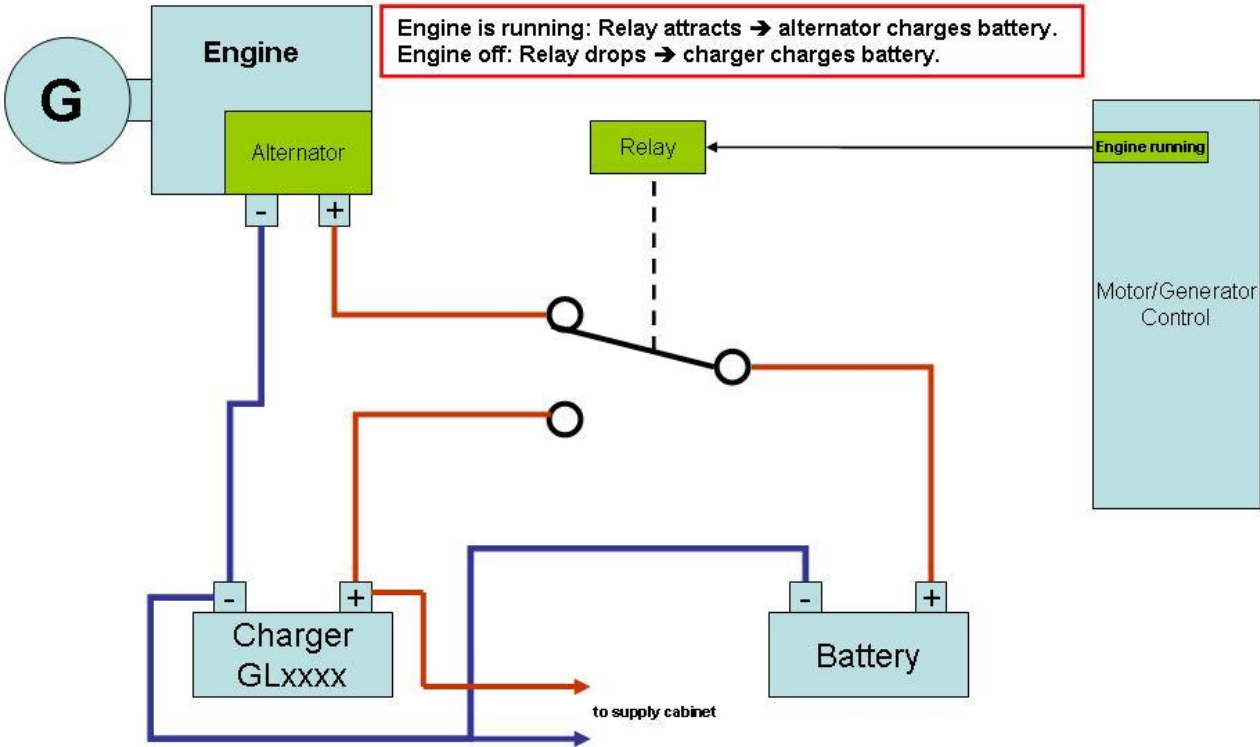 Engine is running: Relay attracts ➔ alternator charges battery.
Engine off: Relay drops ➔ charger charges battery.
G
Engine
Alternator
- +
Relay
Engine running
Motor/Generator
Control
- +
Charger
GLxxxx
- +
Battery
to supply cabinet